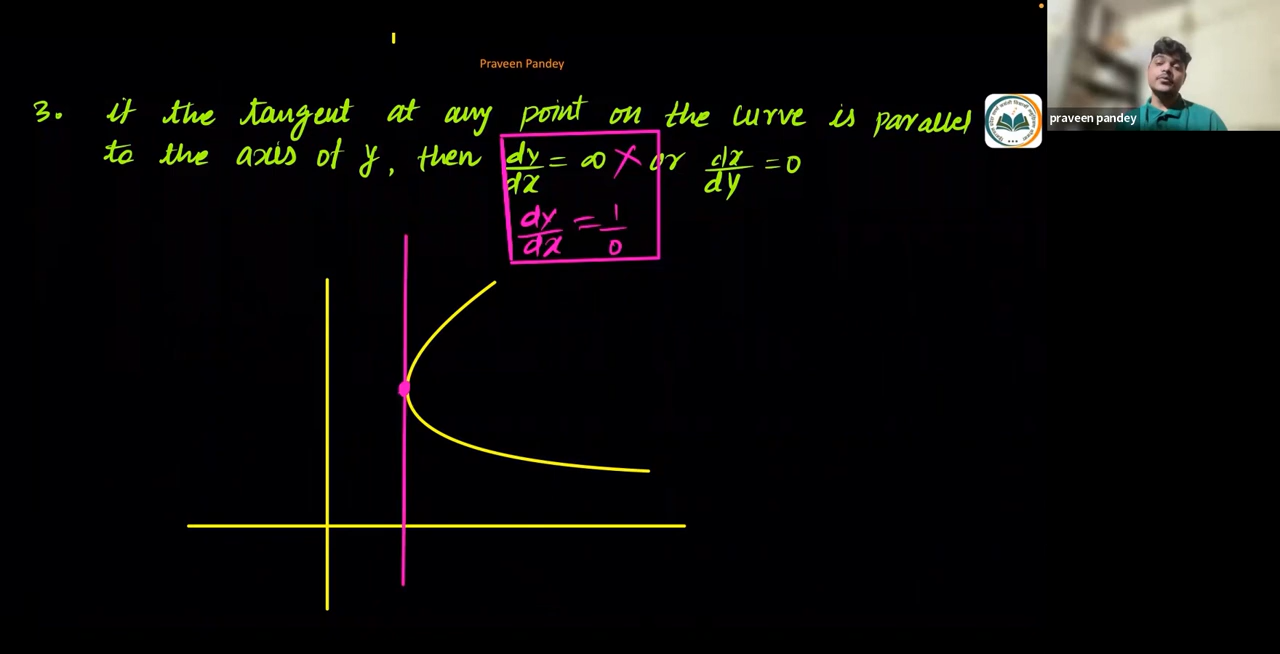 Praveen Pandey
praveen pandey
3. if the tangent at any point on the curve is parallel
to the axis of y, then dy/dx = ∞ X or dx/dy = 0
dy/dx = 1/0